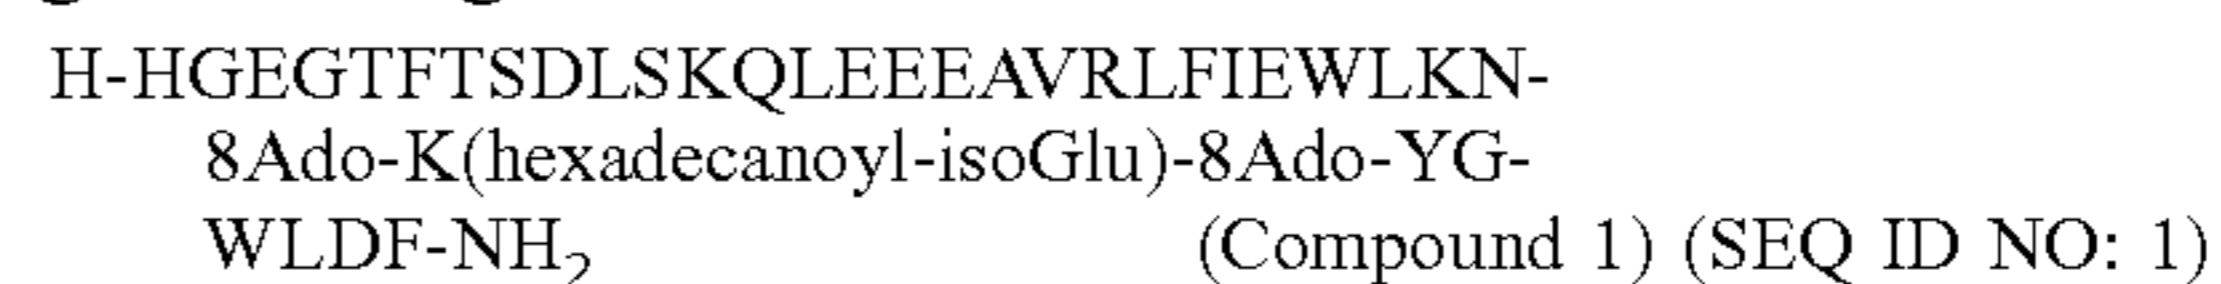 H-HGEGTFTSDLSKQLEEEAVRLFIEWLKN-
8Ado-K(hexadecanoyl-isoGlu)-8Ado-YG-
WLDF-NH₂ (Compound 1) (SEQ ID NO: 1)